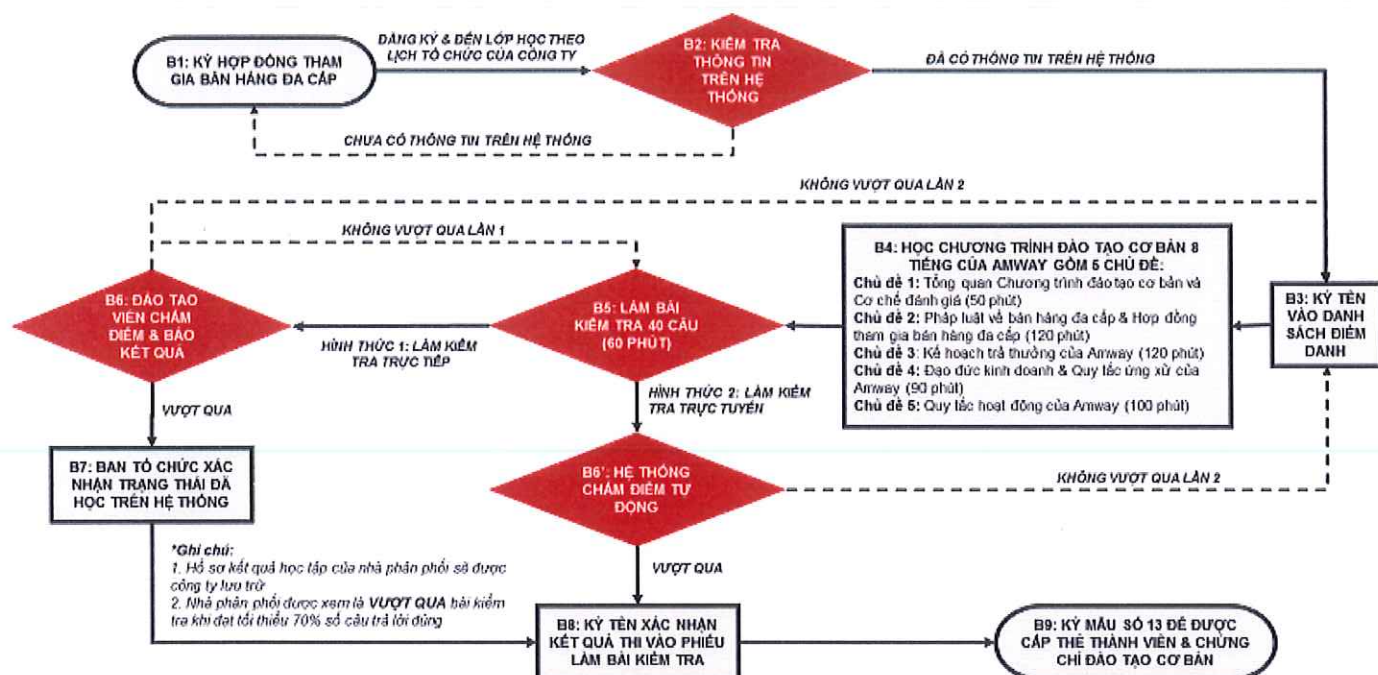 B1: KÝ HỢP ĐỒNG THAM
GIA BÁN HÀNG ĐA CẤP
ĐĂNG KÝ & ĐẾN LỚP HỌC THEO
LỊCH TỔ CHỨC CỦA CÔNG TY
B2: KIỂM TRA
THÔNG TIN
TRÊN HỆ
THỐNG
ĐÃ CÓ THÔNG TIN TRÊN HỆ THỐNG
CHƯA CÓ THÔNG TIN TRÊN HỆ THỐNG
KHÔNG VƯỢT QUA LẦN 2
KHÔNG VƯỢT QUA LẦN 1
B3: KÝ TÊN
VÀO DANH
SÁCH ĐIỂM
DANH
B4: HỌC CHƯƠNG TRÌNH ĐÀO TẠO CƠ BẢN 8
TIẾNG CỦA AMWAY GỒM 5 CHỦ ĐỀ:
Chủ đề 1: Tổng quan Chương trình đào tạo cơ bản và
Cơ chế đánh giá (50 phút)
Chủ đề 2: Pháp luật về bán hàng đa cấp & Hợp đồng
tham gia bán hàng đa cấp (120 phút)
Chủ đề 3: Kế hoạch trả thưởng của Amway (120 phút)
Chủ đề 4: Đạo đức kinh doanh & Quy tắc ứng xử của
Amway (90 phút)
Chủ đề 5: Quy tắc hoạt động của Amway (100 phút)
B5: LÀM BÀI
KIỂM TRA 40 CÂU
(60 PHÚT)
HÌNH THỨC 1: LÀM KIỂM
TRA TRỰC TIẾP
B6: ĐÀO TẠO
VIÊN CHẤM
ĐIỂM & BÁO
KẾT QUẢ
HÌNH THỨC 2: LÀM KIỂM
TRA TRỰC TUYẾN
VƯỢT QUA
B7: BAN TỔ CHỨC XÁC
NHẬN TRẠNG THÁI ĐÃ
HỌC TRÊN HỆ THỐNG
B6': HỆ THỐNG
CHẤM ĐIỂM TỰ
ĐỘNG
KHÔNG VƯỢT QUA LẦN 2
*Ghi chú:
1. Hồ sơ kết quả học tập của nhà phân phối sẽ được
công ty lưu trữ
2. Nhà phân phối được xem là VƯỢT QUA bài kiểm
tra khi đạt tối thiểu 70% số câu trả lời đúng
VƯỢT QUA
B8: KÝ TÊN XÁC NHẬN
KẾT QUẢ THI VÀO PHIẾU
LÀM BÀI KIỂM TRA
B9: KÝ MẪU SỐ 13 ĐỂ ĐƯỢC
CẤP THẺ THÀNH VIÊN & CHỨNG
CHỈ ĐÀO TẠO CƠ BẢN